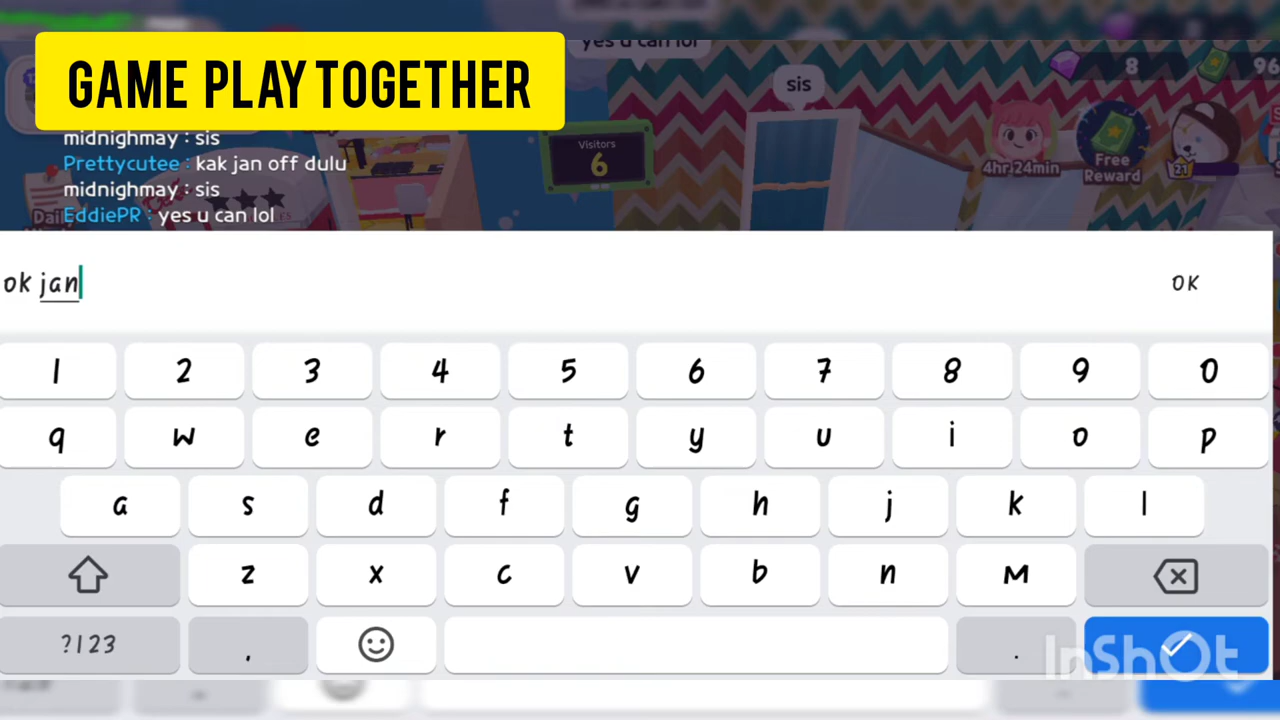 GAME PLAY TOGETHER
yes u can lol
8
96
sis
midnighmay : sis
Visitors
6
Prettycutee : kak jan off dulu
4hr 24min
Free
Reward
21
midnighmay : sis
EddiePR : yes u can lol
ok jan
OK
1 2 3 4 5 6 7 8 9 0
q w e r t y u i o p
a s d f g h j k l
z x c v b n M
?123 , .
InShOt